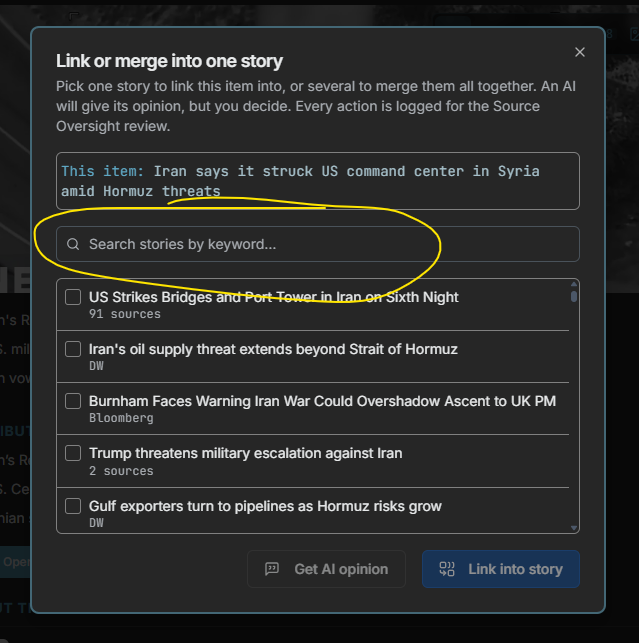 Link or merge into one story
Pick one story to link this item into, or several to merge them all together. An AI
will give its opinion, but you decide. Every action is logged for the Source
Oversight review.
This item: Iran says it struck US command center in Syria
amid Hormuz threats
Search stories by keyword...
US Strikes Bridges and Port Tower in Iran on Sixth Night
91 sources
Iran's oil supply threat extends beyond Strait of Hormuz
DW
Burnham Faces Warning Iran War Could Overshadow Ascent to UK PM
Bloomberg
Trump threatens military escalation against Iran
2 sources
Gulf exporters turn to pipelines as Hormuz risks grow
DW
Get AI opinion
Link into story